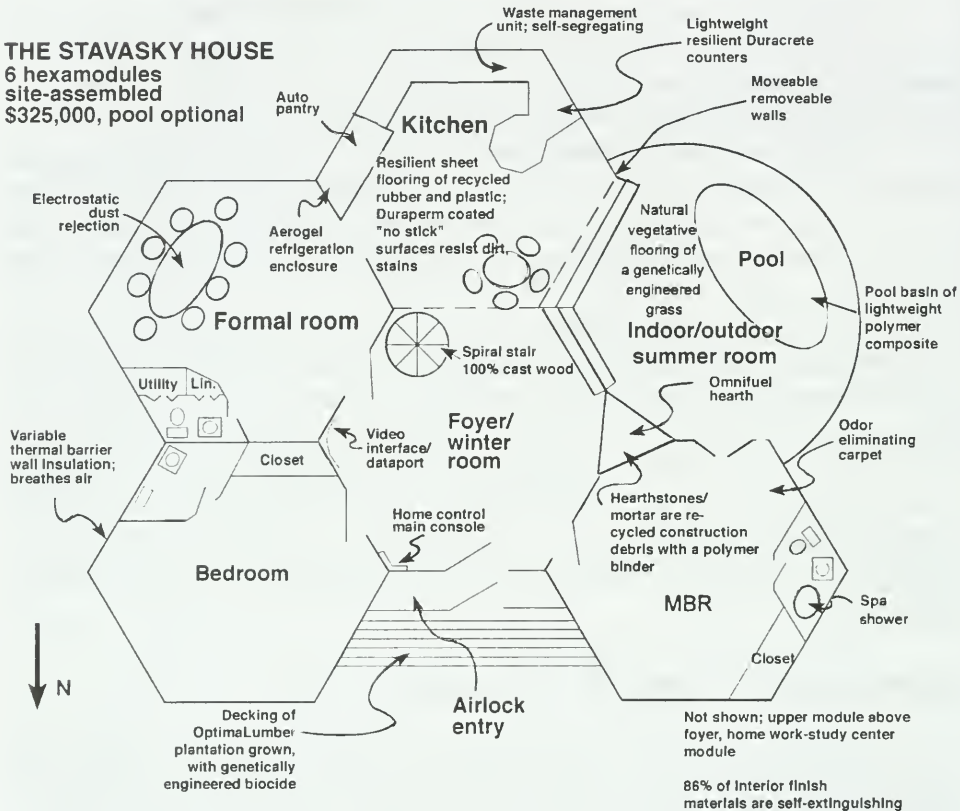 THE STAVASKY HOUSE
6 hexamodules
site-assembled
$325,000, pool optional
Waste management
unit; self-segregating
Lightweight
resilient Duracrete
counters
Moveable
removeable
walls
Auto
pantry
Kitchen
Resilient sheet
flooring of recycled
rubber and plastic;
Duraperm coated
"no stick"
surfaces resist dirt,
stains
Electrostatic
dust
rejection
Aerogel
refrigeration
enclosure
Formal room
Natural
vegetative
flooring of
a genetically
engineered
grass
Pool
Pool basin of
lightweight
polymer
composite
Indoor/outdoor
summer room
Spiral stair
100% cast wood
Omnifuel
hearth
Utility
Lin.
Foyer/
winter
room
Video
interface/
dataport
Closet
Variable
thermal barrier
wall Insulation;
breathes air
Odor
eliminating
carpet
Hearthstones/
mortar are re-
cycled construction
debris with a polymer
binder
Home control
main console
Bedroom
MBR
Spa
shower
Closet
N
Airlock
entry
Decking of
OptimaLumber
plantation grown,
with genetically
engineered biocide
Not shown; upper module above
foyer, home work-study center
module
86% of interior finish
materials are self-extinguishing